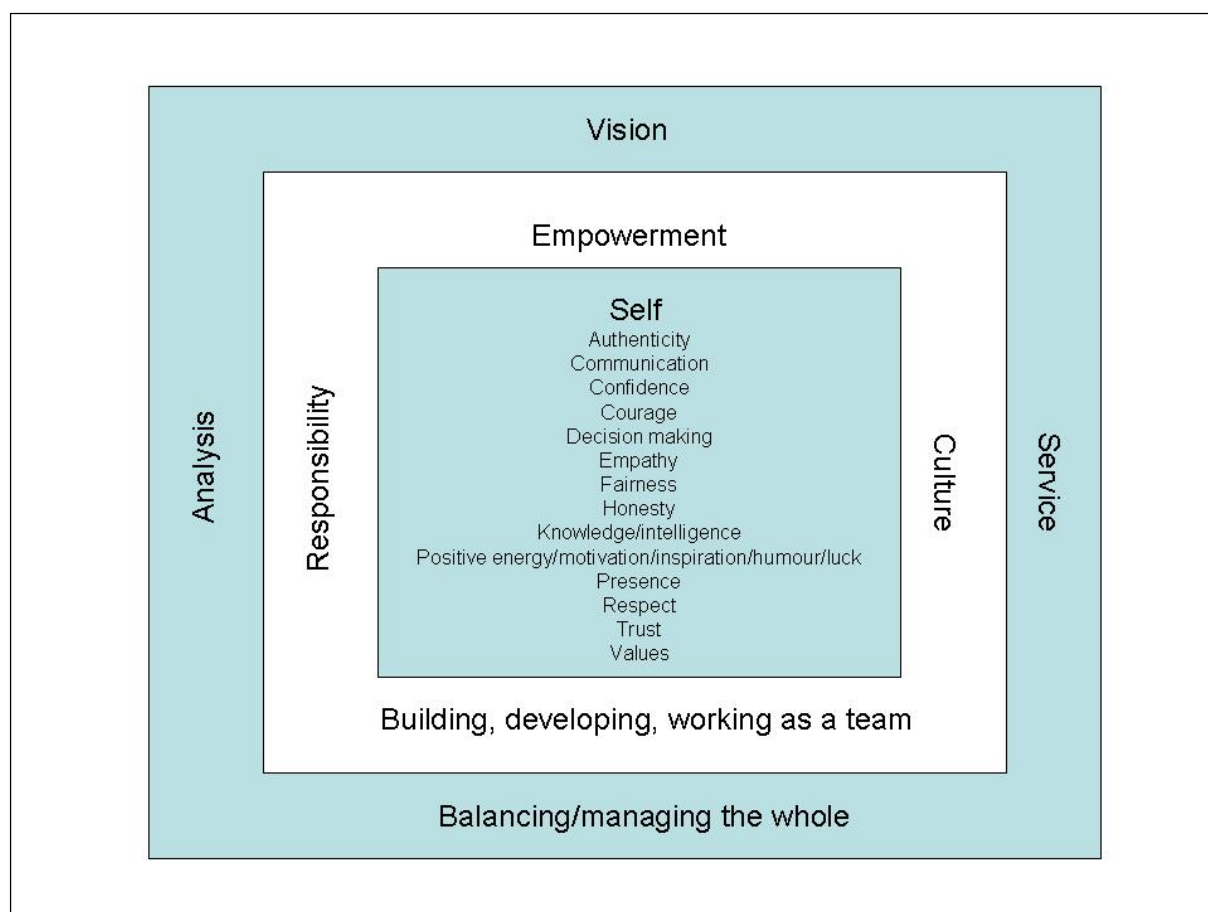 Vision
Empowerment
Self
Authenticity
Communication
Confidence
Courage
Decision making
Empathy
Fairness
Honesty
Knowledge/intelligence
Positive energy/motivation/inspiration/humour/luck
Presence
Respect
Trust
Values
Analysis
Responsibility
Culture
Service
Building, developing, working as a team
Balancing/managing the whole